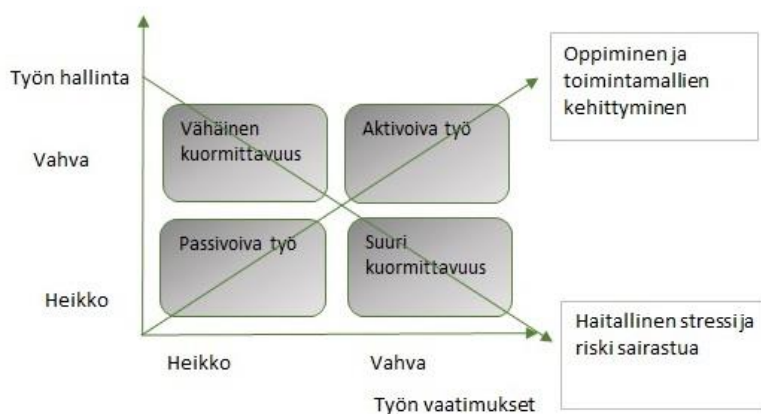 Työn hallinta
Vahva
Heikko
Vähäinen
kuormittavuus
Aktivoiva työ
Passivoiva työ
Suuri
kuormittavuus
Oppiminen ja
toimintamallien
kehittyminen
Haitallinen stressi ja
riski sairastua
Heikko
Vahva
Työn vaatimukset